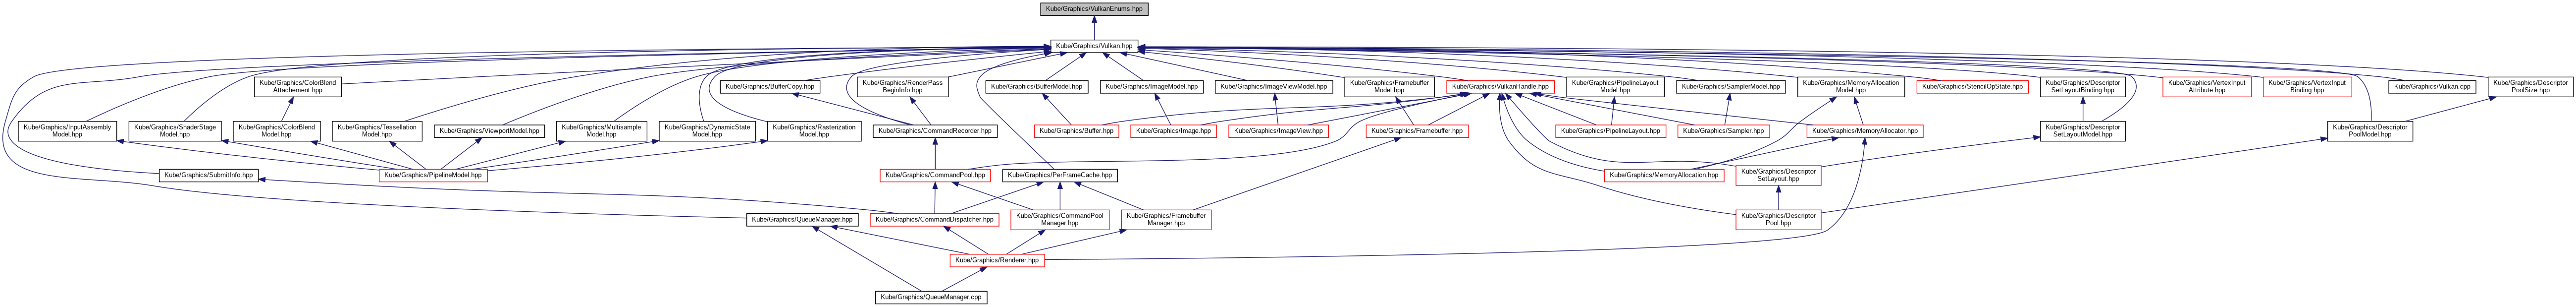 Kube/Graphics/VulkanEnums.hpp
Kube/Graphics/Vulkan.hpp
Kube/Graphics/ColorBlend
Attachement.hpp
Kube/Graphics/BufferCopy.hpp
Kube/Graphics/RenderPass
BeginInfo.hpp
Kube/Graphics/BufferModel.hpp
Kube/Graphics/ImageModel.hpp
Kube/Graphics/ImageViewModel.hpp
Kube/Graphics/Framebuffer
Model.hpp
Kube/Graphics/VulkanHandle.hpp
Kube/Graphics/PipelineLayout
Model.hpp
Kube/Graphics/SamplerModel.hpp
Kube/Graphics/MemoryAllocation
Model.hpp
Kube/Graphics/StencilOpState.hpp
Kube/Graphics/Descriptor
SetLayoutBinding.hpp
Kube/Graphics/VertexInput
Attribute.hpp
Kube/Graphics/VertexInput
Binding.hpp
Kube/Graphics/Vulkan.cpp
Kube/Graphics/Descriptor
PoolSize.hpp
Kube/Graphics/InputAssembly
Model.hpp
Kube/Graphics/ShaderStage
Model.hpp
Kube/Graphics/ColorBlend
Model.hpp
Kube/Graphics/Tessellation
Model.hpp
Kube/Graphics/ViewportModel.hpp
Kube/Graphics/Multisample
Model.hpp
Kube/Graphics/DynamicState
Model.hpp
Kube/Graphics/Rasterization
Model.hpp
Kube/Graphics/CommandRecorder.hpp
Kube/Graphics/Buffer.hpp
Kube/Graphics/Image.hpp
Kube/Graphics/ImageView.hpp
Kube/Graphics/Framebuffer.hpp
Kube/Graphics/PipelineLayout.hpp
Kube/Graphics/Sampler.hpp
Kube/Graphics/MemoryAllocator.hpp
Kube/Graphics/Descriptor
SetLayoutModel.hpp
Kube/Graphics/Descriptor
PoolModel.hpp
Kube/Graphics/SubmitInfo.hpp
Kube/Graphics/PipelineModel.hpp
Kube/Graphics/CommandPool.hpp
Kube/Graphics/PerFrameCache.hpp
Kube/Graphics/MemoryAllocation.hpp
Kube/Graphics/Descriptor
SetLayout.hpp
Kube/Graphics/QueueManager.hpp
Kube/Graphics/CommandDispatcher.hpp
Kube/Graphics/CommandPool
Manager.hpp
Kube/Graphics/Framebuffer
Manager.hpp
Kube/Graphics/Descriptor
Pool.hpp
Kube/Graphics/Renderer.hpp
Kube/Graphics/QueueManager.cpp